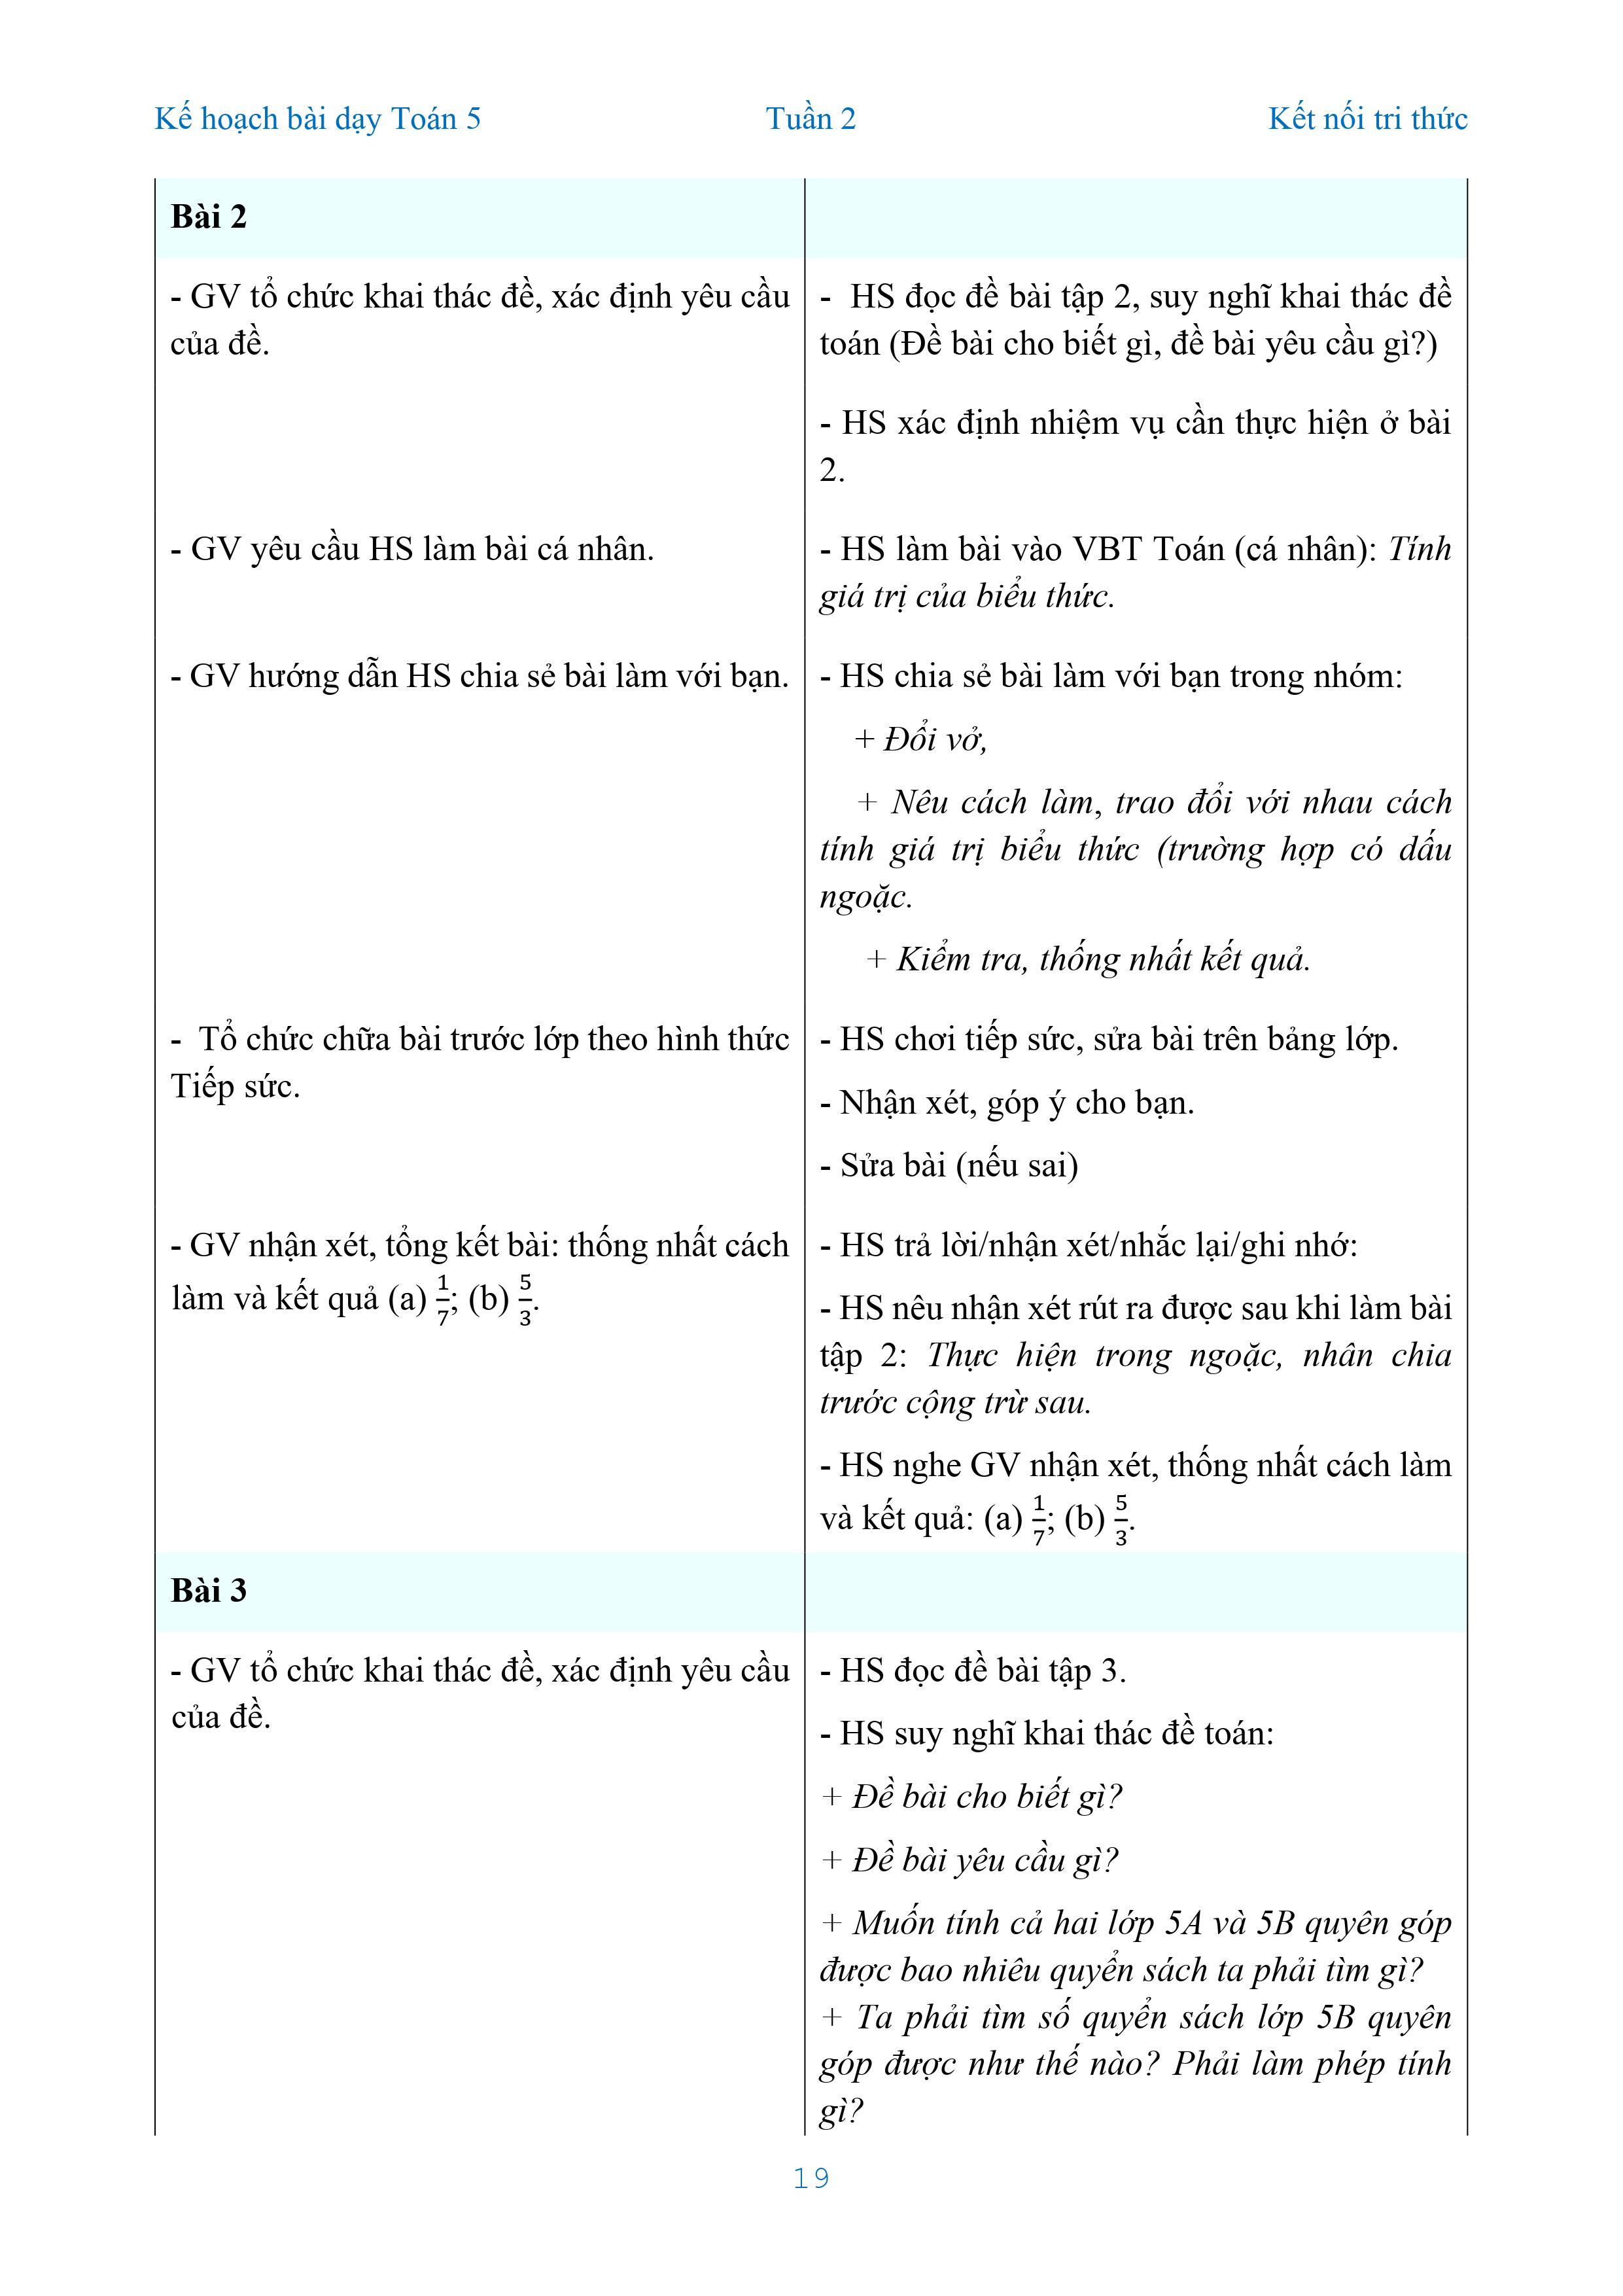 Kế hoạch bài dạy Toán 5 Tuần 2 Kết nối tri thức
Bài 2
- GV tổ chức khai thác đề, xác định yêu cầu
của đề.
- HS đọc đề bài tập 2, suy nghĩ khai thác đề
toán (Đề bài cho biết gì, đề bài yêu cầu gì?)
- HS xác định nhiệm vụ cần thực hiện ở bài
2.
- GV yêu cầu HS làm bài cá nhân.
- HS làm bài vào VBT Toán (cá nhân): Tính
giá trị của biểu thức.
- GV hướng dẫn HS chia sẻ bài làm với bạn.
- HS chia sẻ bài làm với bạn trong nhóm:
+ Đổi vở,
+ Nêu cách làm, trao đổi với nhau cách
tính giá trị biểu thức (trường hợp có dấu
ngoặc.
+ Kiểm tra, thống nhất kết quả.
- Tổ chức chữa bài trước lớp theo hình thức
Tiếp sức.
- HS chơi tiếp sức, sửa bài trên bảng lớp.
- Nhận xét, góp ý cho bạn.
- Sửa bài (nếu sai)
- GV nhận xét, tổng kết bài: thống nhất cách
làm và kết quả (a) 1/7; (b) 5/3.
- HS trả lời/nhận xét/nhắc lại/ghi nhớ:
- HS nêu nhận xét rút ra được sau khi làm bài
tập 2: Thực hiện trong ngoặc, nhân chia
trước cộng trừ sau.
- HS nghe GV nhận xét, thống nhất cách làm
và kết quả: (a) 1/7; (b) 5/3.
Bài 3
- GV tổ chức khai thác đề, xác định yêu cầu
của đề.
- HS đọc đề bài tập 3.
- HS suy nghĩ khai thác đề toán:
+ Đề bài cho biết gì?
+ Đề bài yêu cầu gì?
+ Muốn tính cả hai lớp 5A và 5B quyên góp
được bao nhiêu quyển sách ta phải tìm gì?
+ Ta phải tìm số quyển sách lớp 5B quyên
góp được như thế nào? Phải làm phép tính
gì?
19